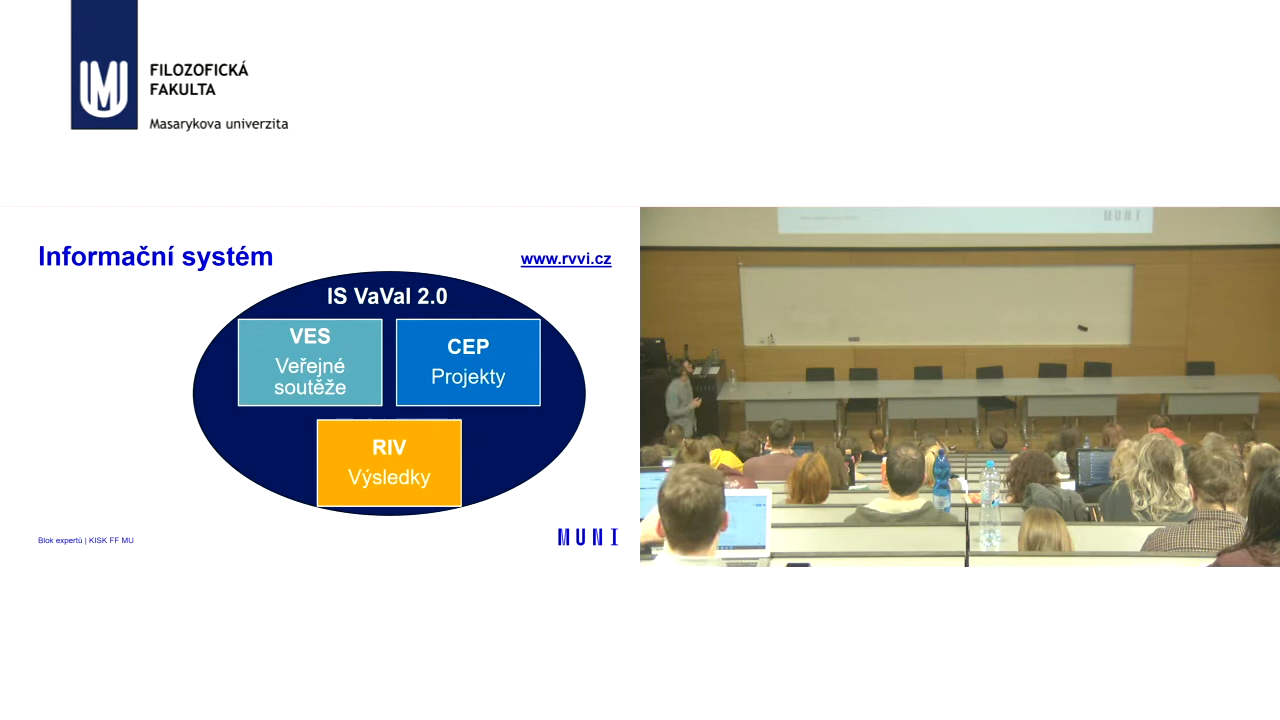 FILOZOFICKÁ
FAKULTA
Masarykova univerzita
Informační systém
www.rvvi.cz
IS VaVaI 2.0
VES
Veřejné
soutěže
CEP
Projekty
RIV
Výsledky
Blok expertů | KISK FF MU
MUNI
MUNI